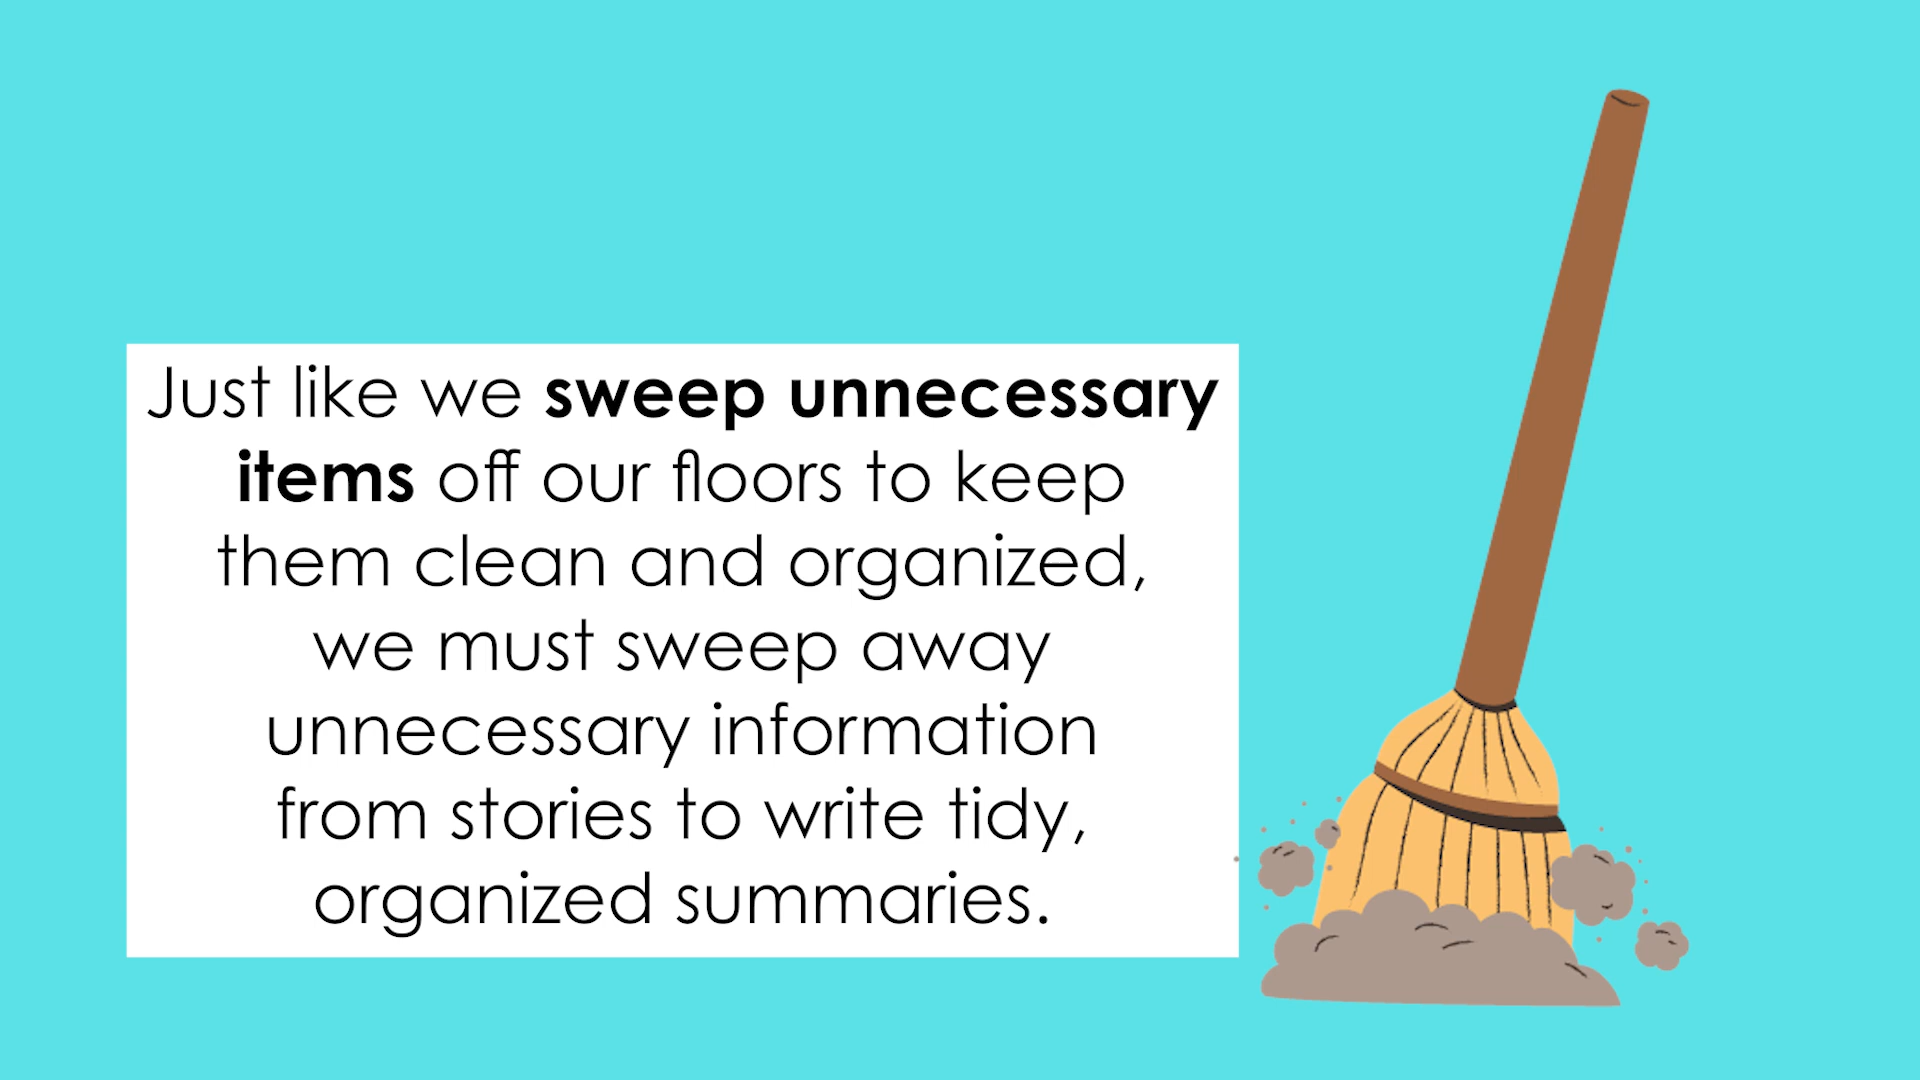 Just like we sweep unnecessary
items off our floors to keep
them clean and organized,
we must sweep away
unnecessary information
from stories to write tidy,
organized summaries.